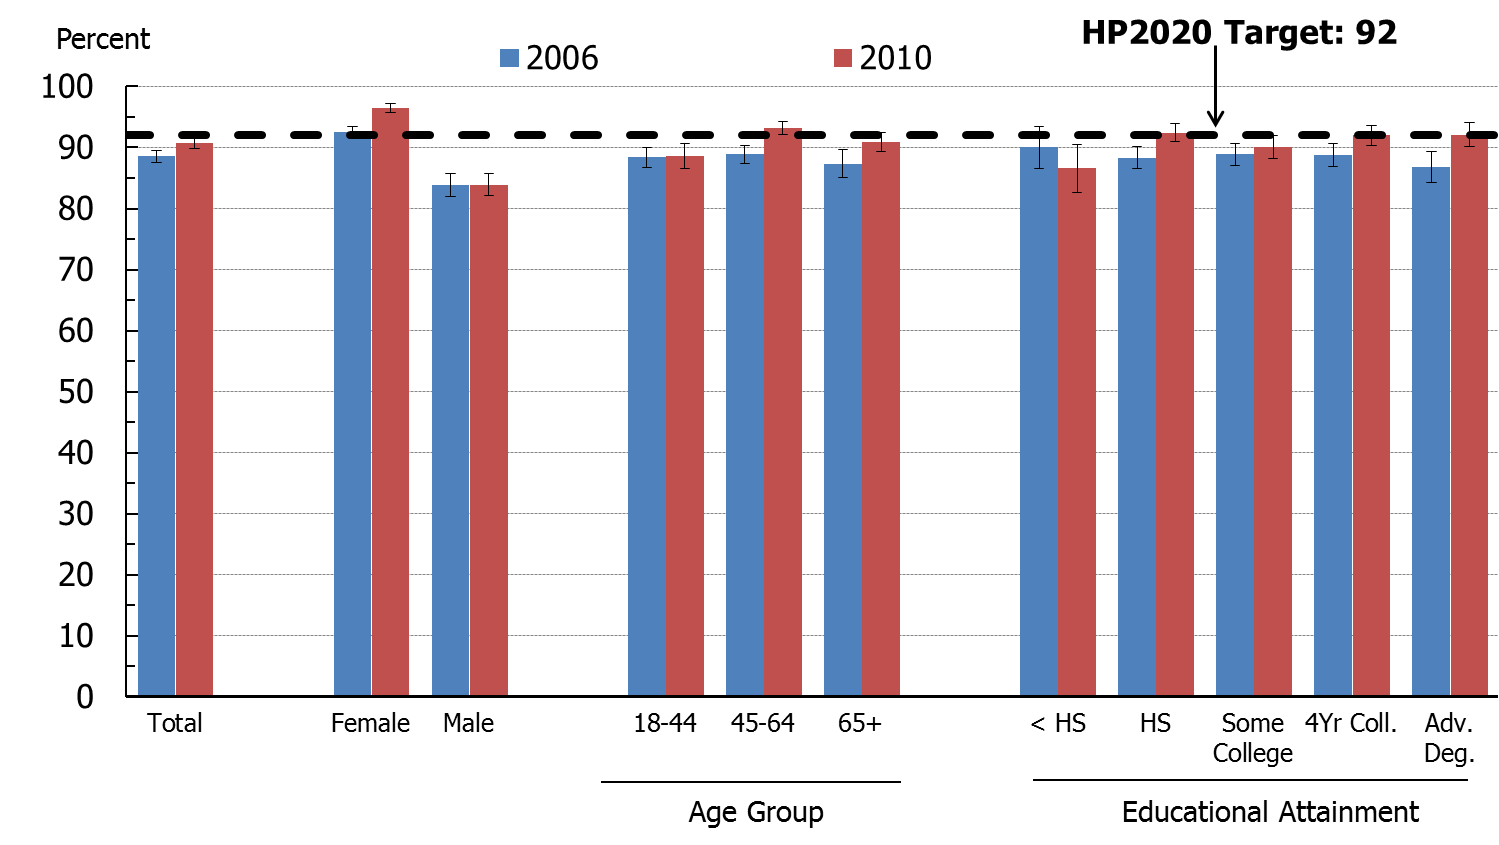 HP2020 Target: 92
Percent
2006 2010
100
90
80
70
60
50
40
30
20
10
0
Total Female Male 18-44 45-64 65+ < HS HS Some 4Yr Coll. Adv.
College Deg.
Age Group Educational Attainment